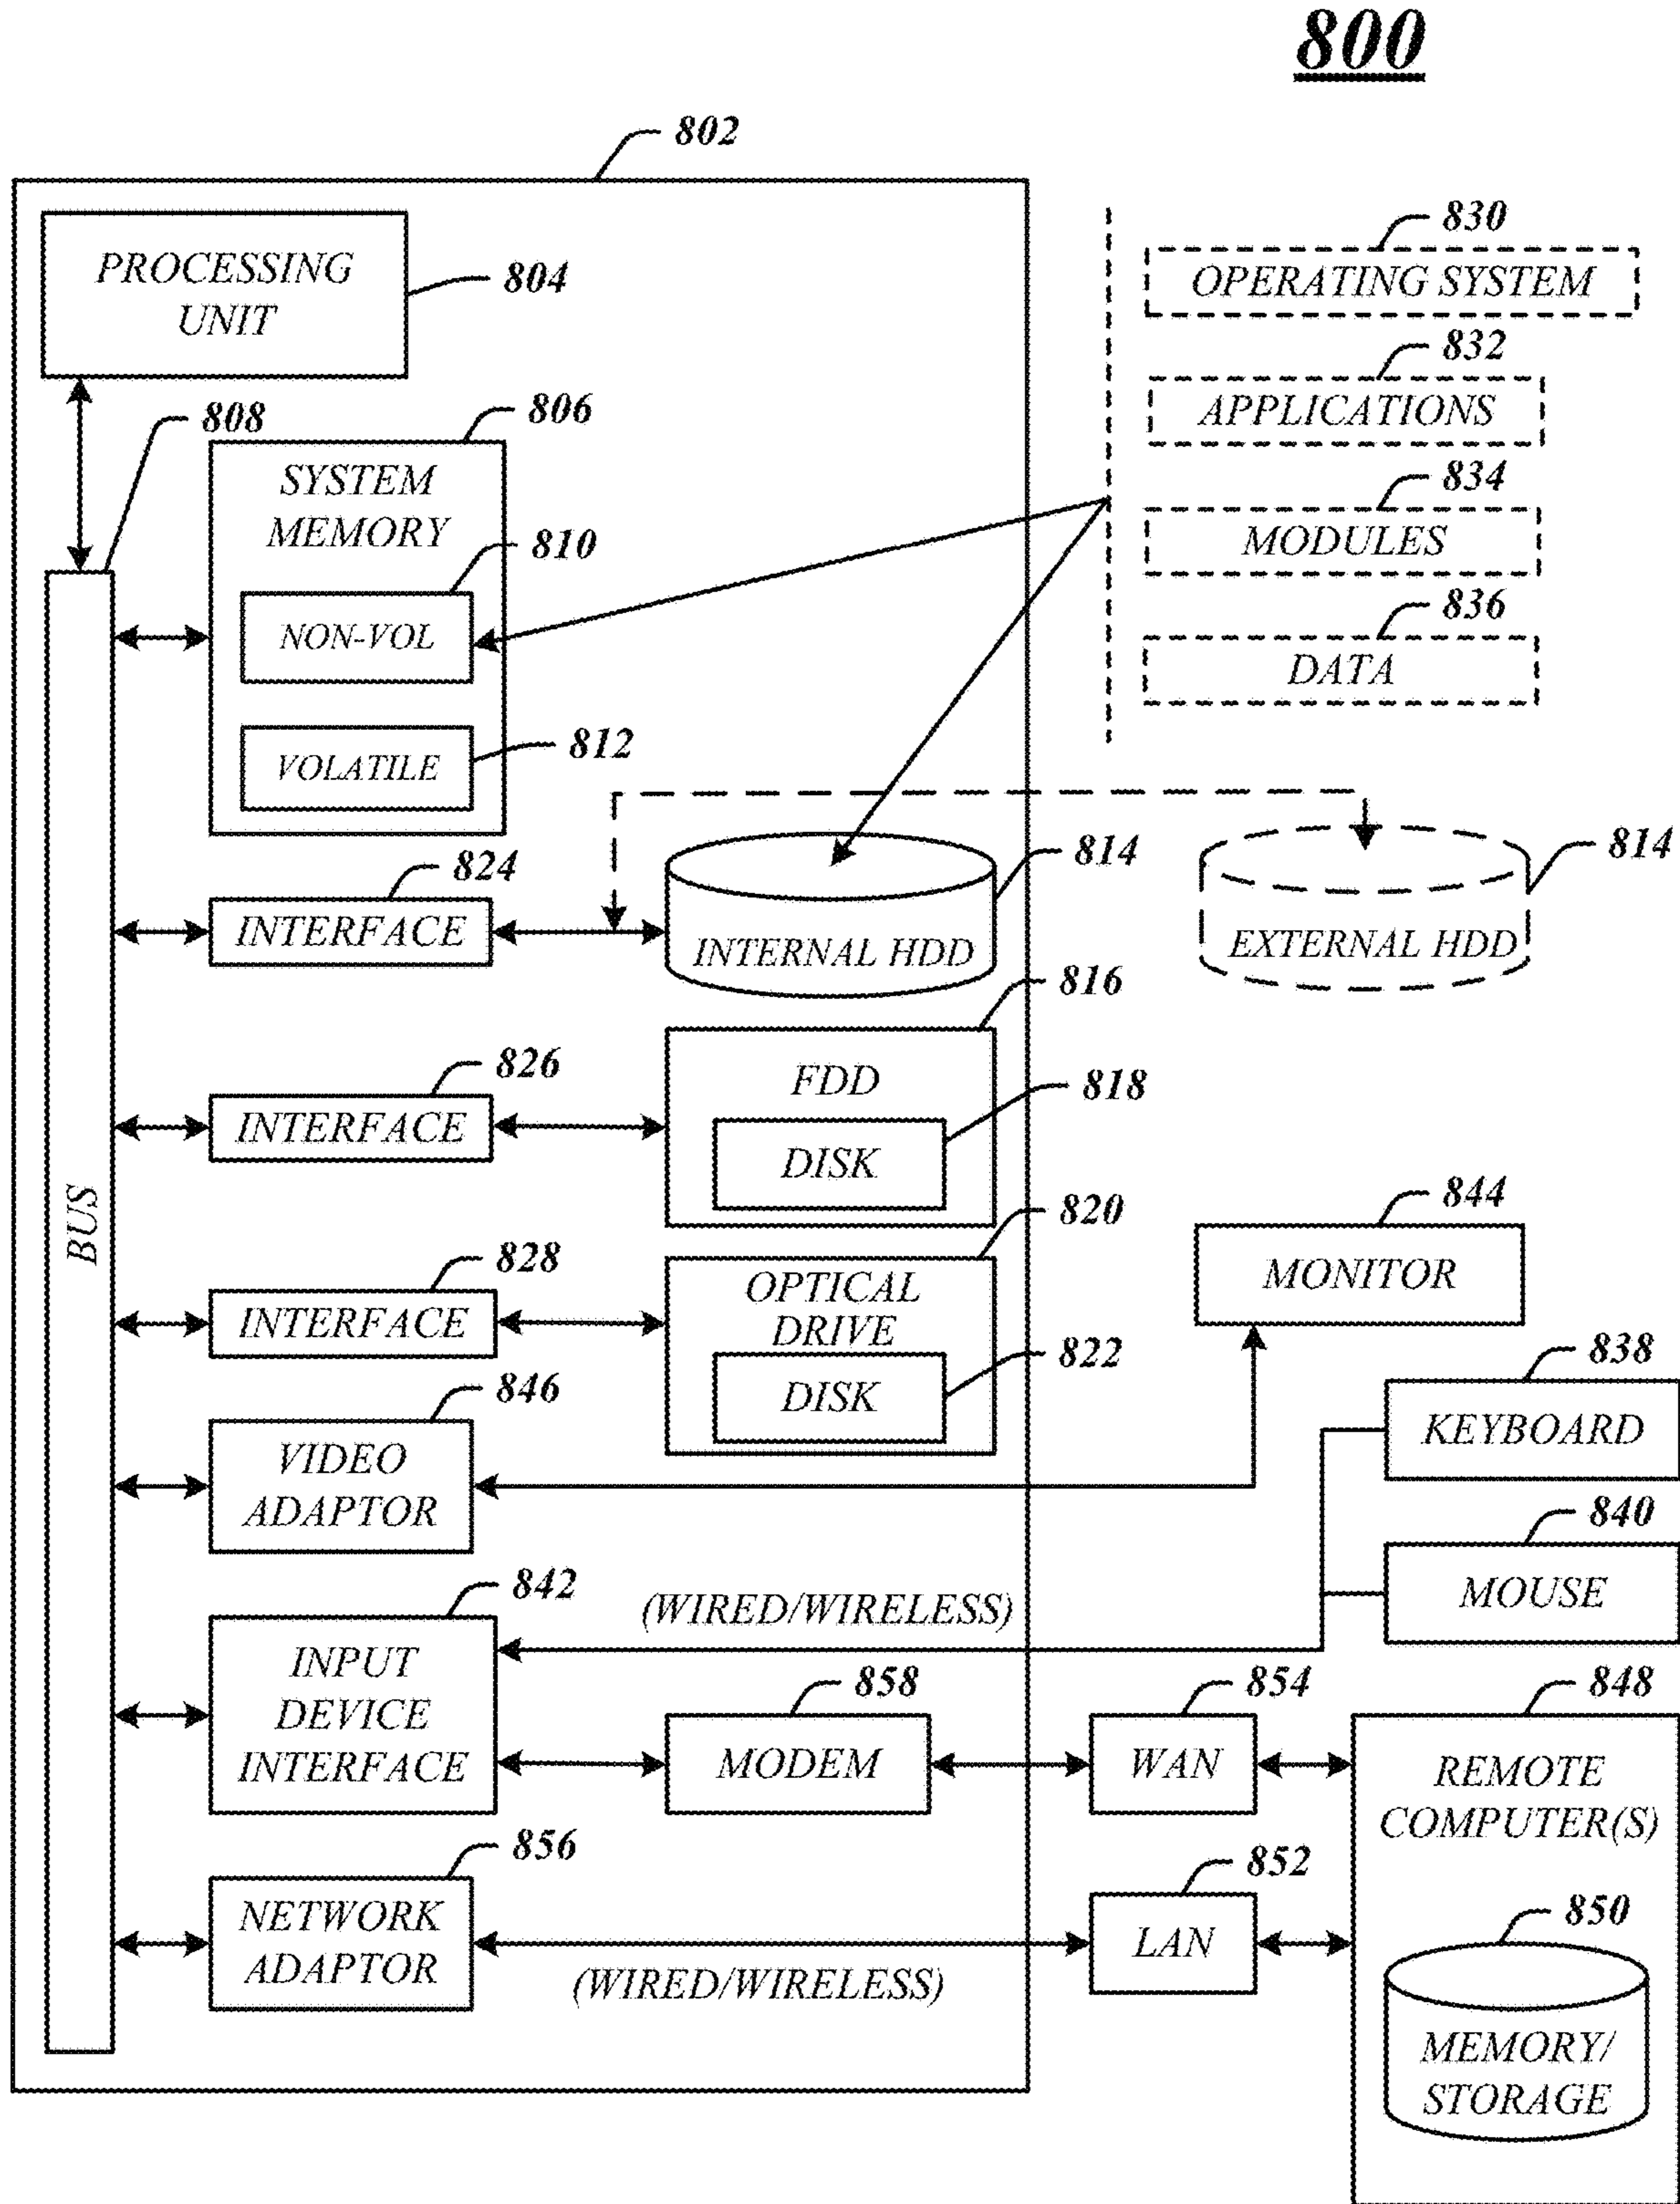 800
802
PROCESSING
UNIT
804
808
806
SYSTEM
MEMORY
810
NON-VOL
812
VOLATILE
830
OPERATING SYSTEM
832
APPLICATIONS
834
MODULES
836
DATA
824
INTERFACE
814
INTERNAL HDD
814
EXTERNAL HDD
816
FDD
818
DISK
826
INTERFACE
BUS
820
OPTICAL
DRIVE
822
DISK
828
INTERFACE
844
MONITOR
846
VIDEO
ADAPTOR
838
KEYBOARD
840
MOUSE
842
INPUT
DEVICE
INTERFACE
(WIRED/WIRELESS)
858
MODEM
854
WAN
848
REMOTE
COMPUTER(S)
856
NETWORK
ADAPTOR
(WIRED/WIRELESS)
852
LAN
850
MEMORY/
STORAGE